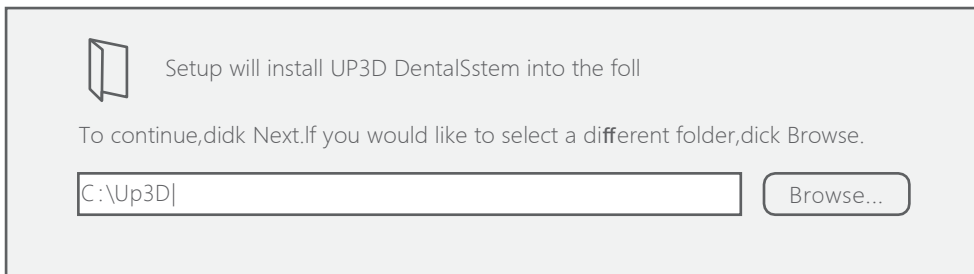 Setup will install UP3D DentalSstem into the foll
To continue,didk Next.lf you would like to select a different folder,dick Browse.
C:\Up3D|
Browse...